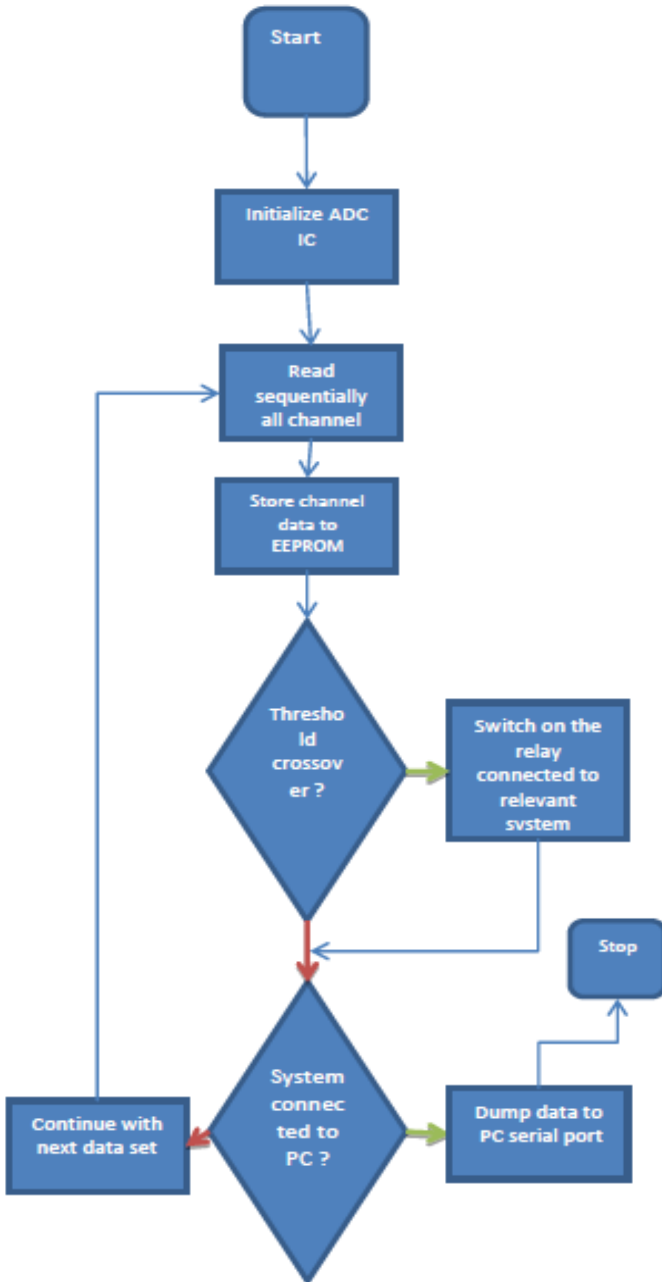 Start
Initialize ADC
IC
Read
sequentially
all channel
Store channel
data to
EEPROM
Thresho
ld
crossov
er ?
Switch on the
relay
connected to
relevant
system
System
connec
ted to
PC ?
Stop
Continue with
next data set
Dump data to
PC serial port